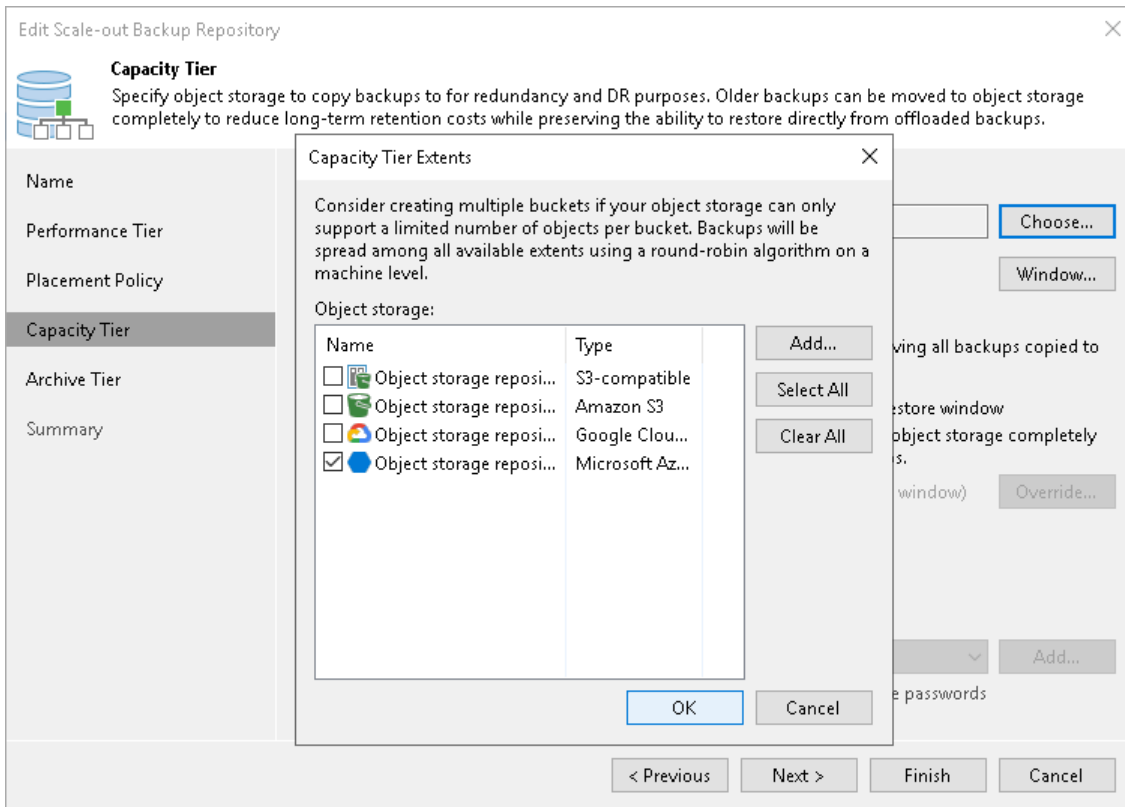 Edit Scale-out Backup Repository
Capacity Tier
Specify object storage to copy backups to for redundancy and DR purposes. Older backups can be moved to object storage
completely to reduce long-term retention costs while preserving the ability to restore directly from offloaded backups.
Name
Performance Tier
Placement Policy
Capacity Tier
Archive Tier
Summary
Capacity Tier Extents
Consider creating multiple buckets if your object storage can only
support a limited number of objects per bucket. Backups will be
spread among all available extents using a round-robin algorithm on a
machine level.
Object storage:
Name Type
Object storage reposi... S3-compatible
Object storage reposi... Amazon S3
Object storage reposi... Google Clou...
Object storage reposi... Microsoft Az...
Add...
Select All
Clear All
OK Cancel
Choose...
Window...
all backups copied to
window
object storage completely
window) Override...
Add...
passwords
< Previous Next > Finish Cancel